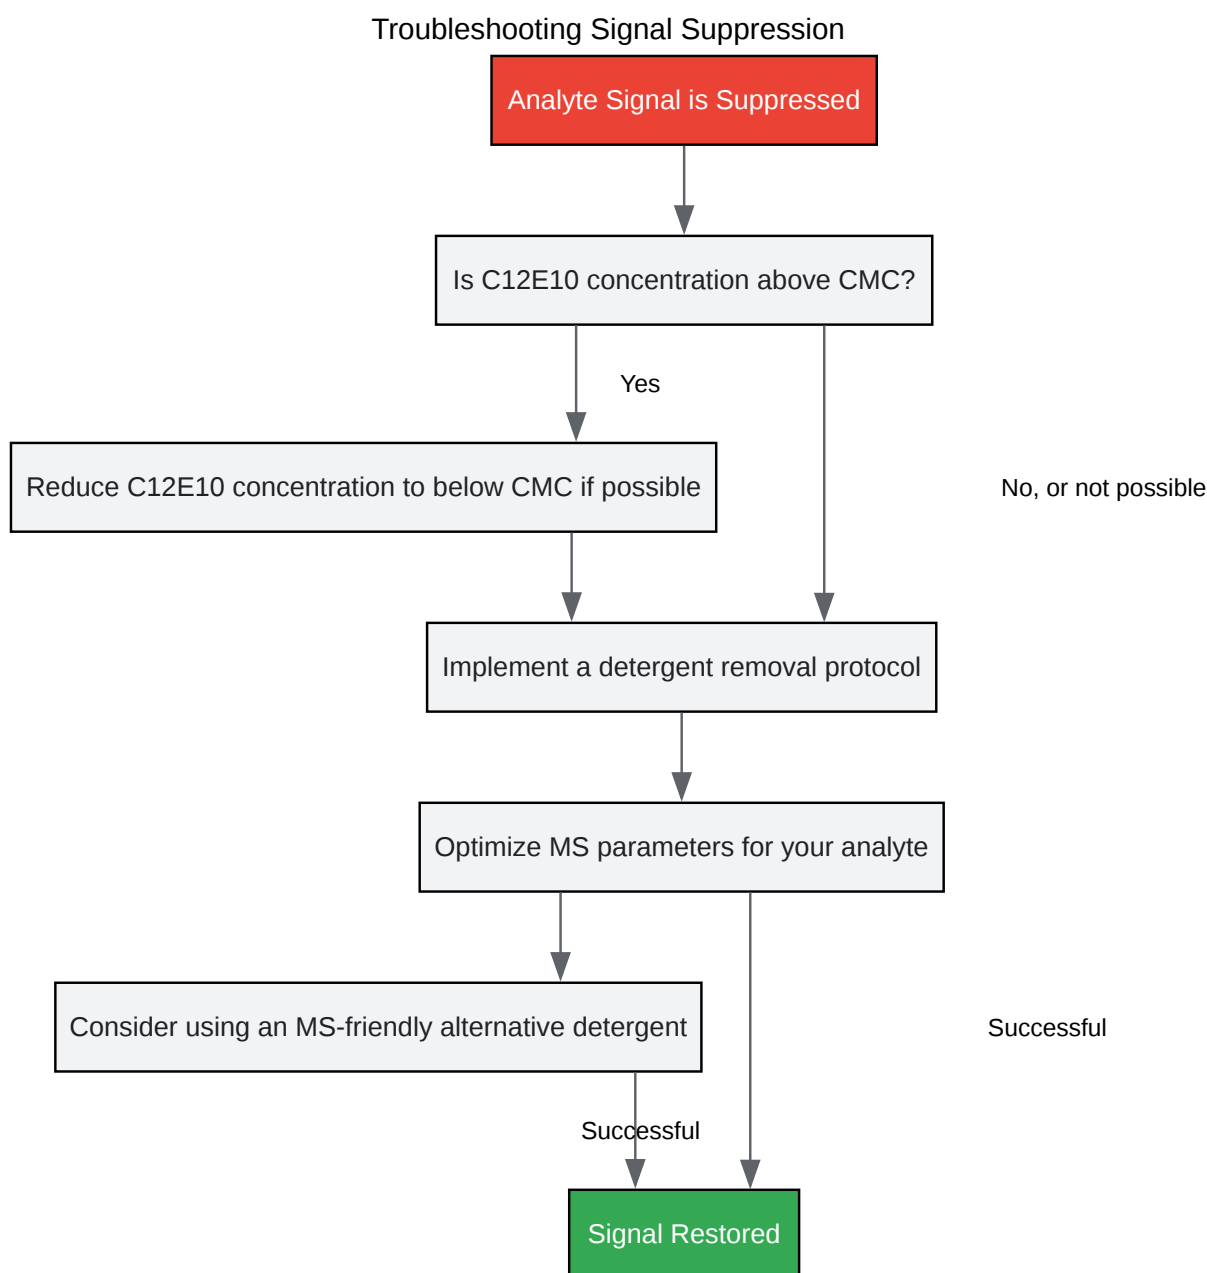 Troubleshooting Signal Suppression
Analyte Signal is Suppressed
Is C12E10 concentration above CMC?
Yes
Reduce C12E10 concentration to below CMC if possible
No, or not possible
Implement a detergent removal protocol
Optimize MS parameters for your analyte
Consider using an MS-friendly alternative detergent
Successful
Successful
Signal Restored